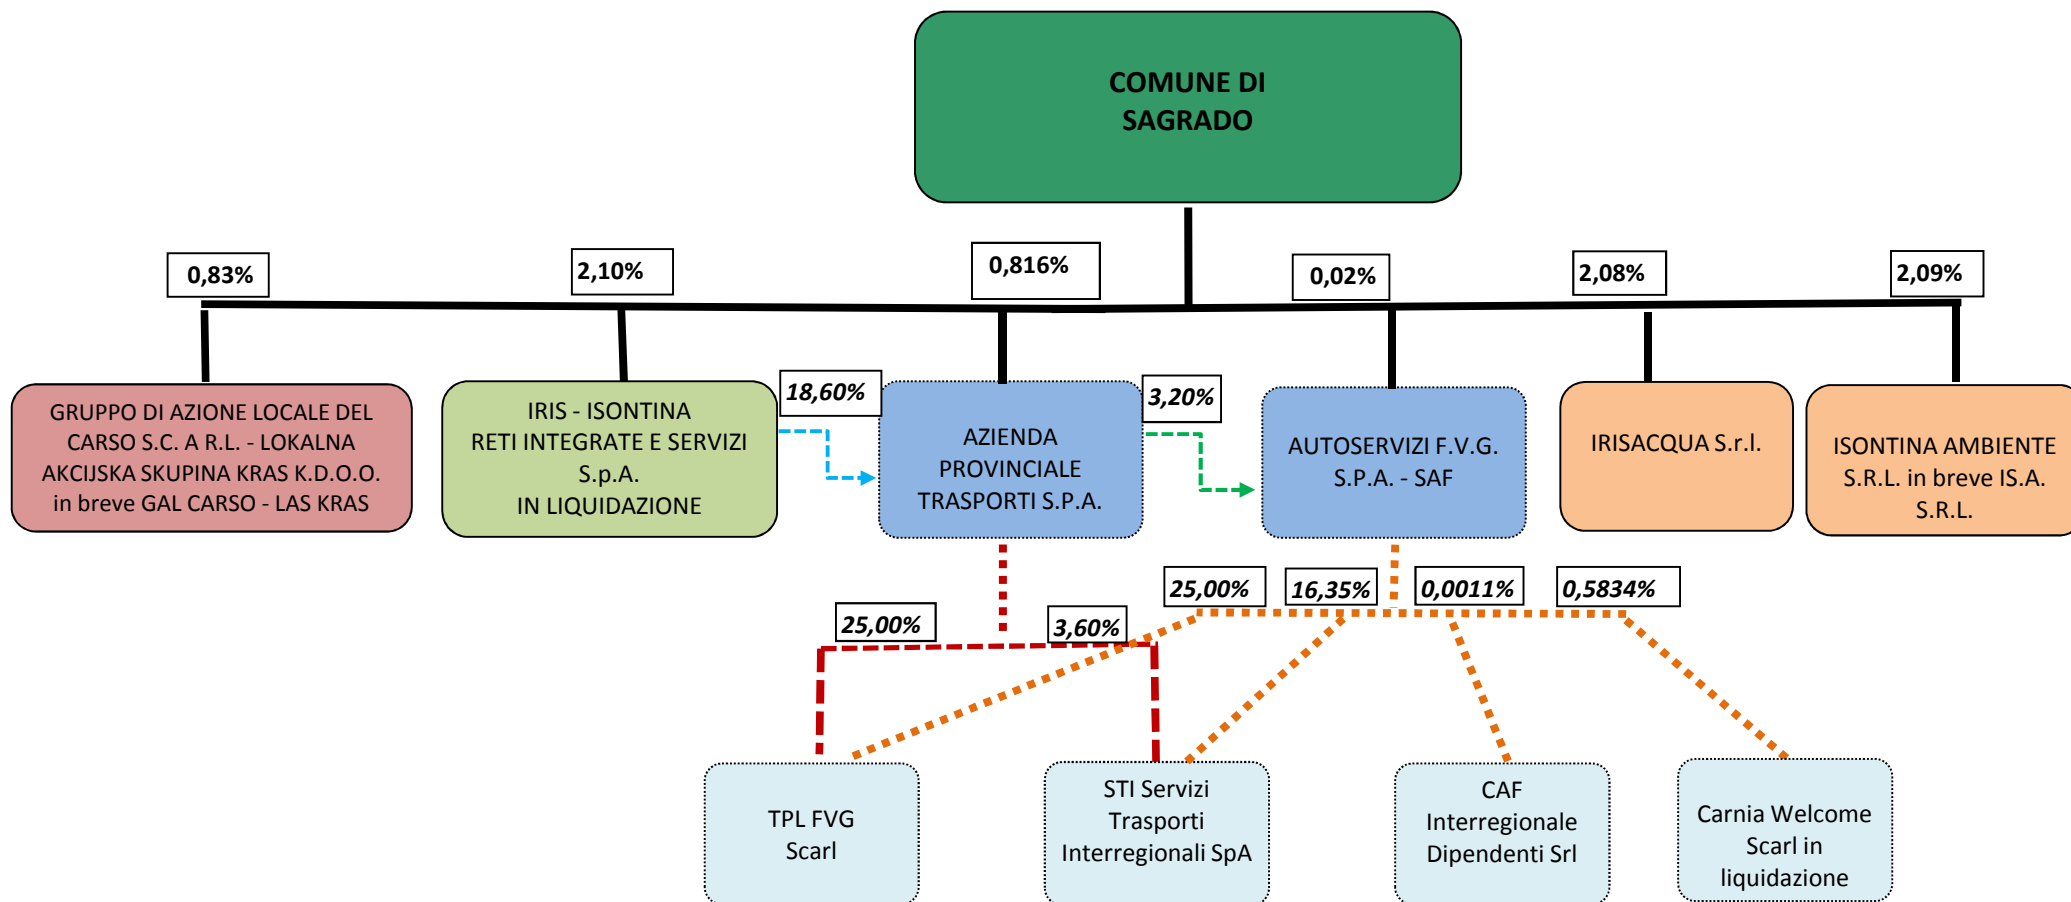 COMUNE DI
SAGRADO
0,83%
2,10%
0,816%
0,02%
2,08%
2,09%
GRUPPO DI AZIONE LOCALE DEL
CARSO S.C. A R.L. - LOKALNA
AKCIJSKA SKUPINA KRAS K.D.O.O.
in breve GAL CARSO - LAS KRAS
IRIS - ISONTINA
RETI INTEGRATE E SERVIZI
S.p.A.
IN LIQUIDAZIONE
18,60%
AZIENDA
PROVINCIALE
TRASPORTI S.P.A.
3,20%
AUTOSERVIZI F.V.G.
S.P.A. - SAF
IRISACQUA S.r.l.
ISONTINA AMBIENTE
S.R.L. in breve IS.A.
S.R.L.
25,00%
3,60%
25,00%
16,35%
0,0011%
0,5834%
TPL FVG
Scarl
STI Servizi
Trasporti
Interregionali SpA
CAF
Interregionale
Dipendenti Srl
Carnia Welcome
Scarl in
liquidazione